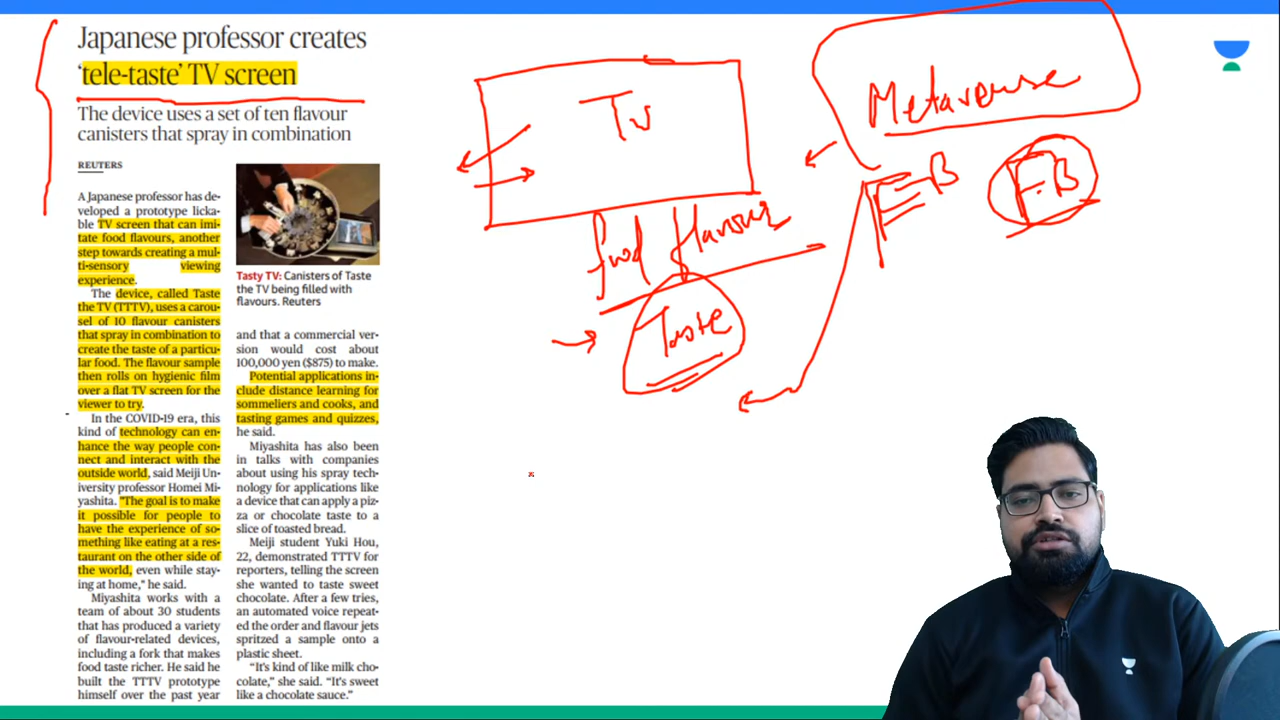 Japanese professor creates
'tele-taste' TV screen
The device uses a set of ten flavour
canisters that spray in combination
REUTERS
A Japanese professor has de-
veloped a prototype licka-
ble TV screen that can imi-
tate food flavours, another
step towards creating a mul-
ti-sensory viewing
experience.
The device, called Taste
the TV (TTTV), uses a carou-
sel of 10 flavour canisters
that spray in combination to
create the taste of a particu-
lar food. The flavour sample
then rolls on hygienic film
over a flat TV screen for the
viewer to try.
In the COVID-19 era, this
kind of technology can en-
hance the way people con-
nect and interact with the
outside world, said Meiji Un-
iversity professor Homei Mi-
yashita. "The goal is to make
it possible for people to
have the experience of so-
mething like eating at a res-
taurant on the other side of
the world, even while stay-
ing at home," he said.
Miyashita works with a
team of about 30 students
that has produced a variety
of flavour-related devices,
including a fork that makes
food taste richer. He said he
built the TTTV prototype
himself over the past year
Tasty TV: Canisters of Taste
the TV being filled with
flavours. Reuters
and that a commercial ver-
sion would cost about
100,000 yen ($875) to make.
Potential applications in-
clude distance learning for
sommeliers and cooks, and
tasting games and quizzes,
he said.
Miyashita has also been
in talks with companies
about using his spray tech-
nology for applications like
a device that can apply a piz-
za or chocolate taste to a
slice of toasted bread.
Meiji student Yuki Hou,
22, demonstrated TTTV for
reporters, telling the screen
she wanted to taste sweet
chocolate. After a few tries,
an automated voice repeat-
ed the order and flavour jets
spritzed a sample onto a
plastic sheet.
"It's kind of like milk cho-
colate," she said. "It's sweet
like a chocolate sauce."
TV
food flavour
Taste
Metaverse
B
F.B